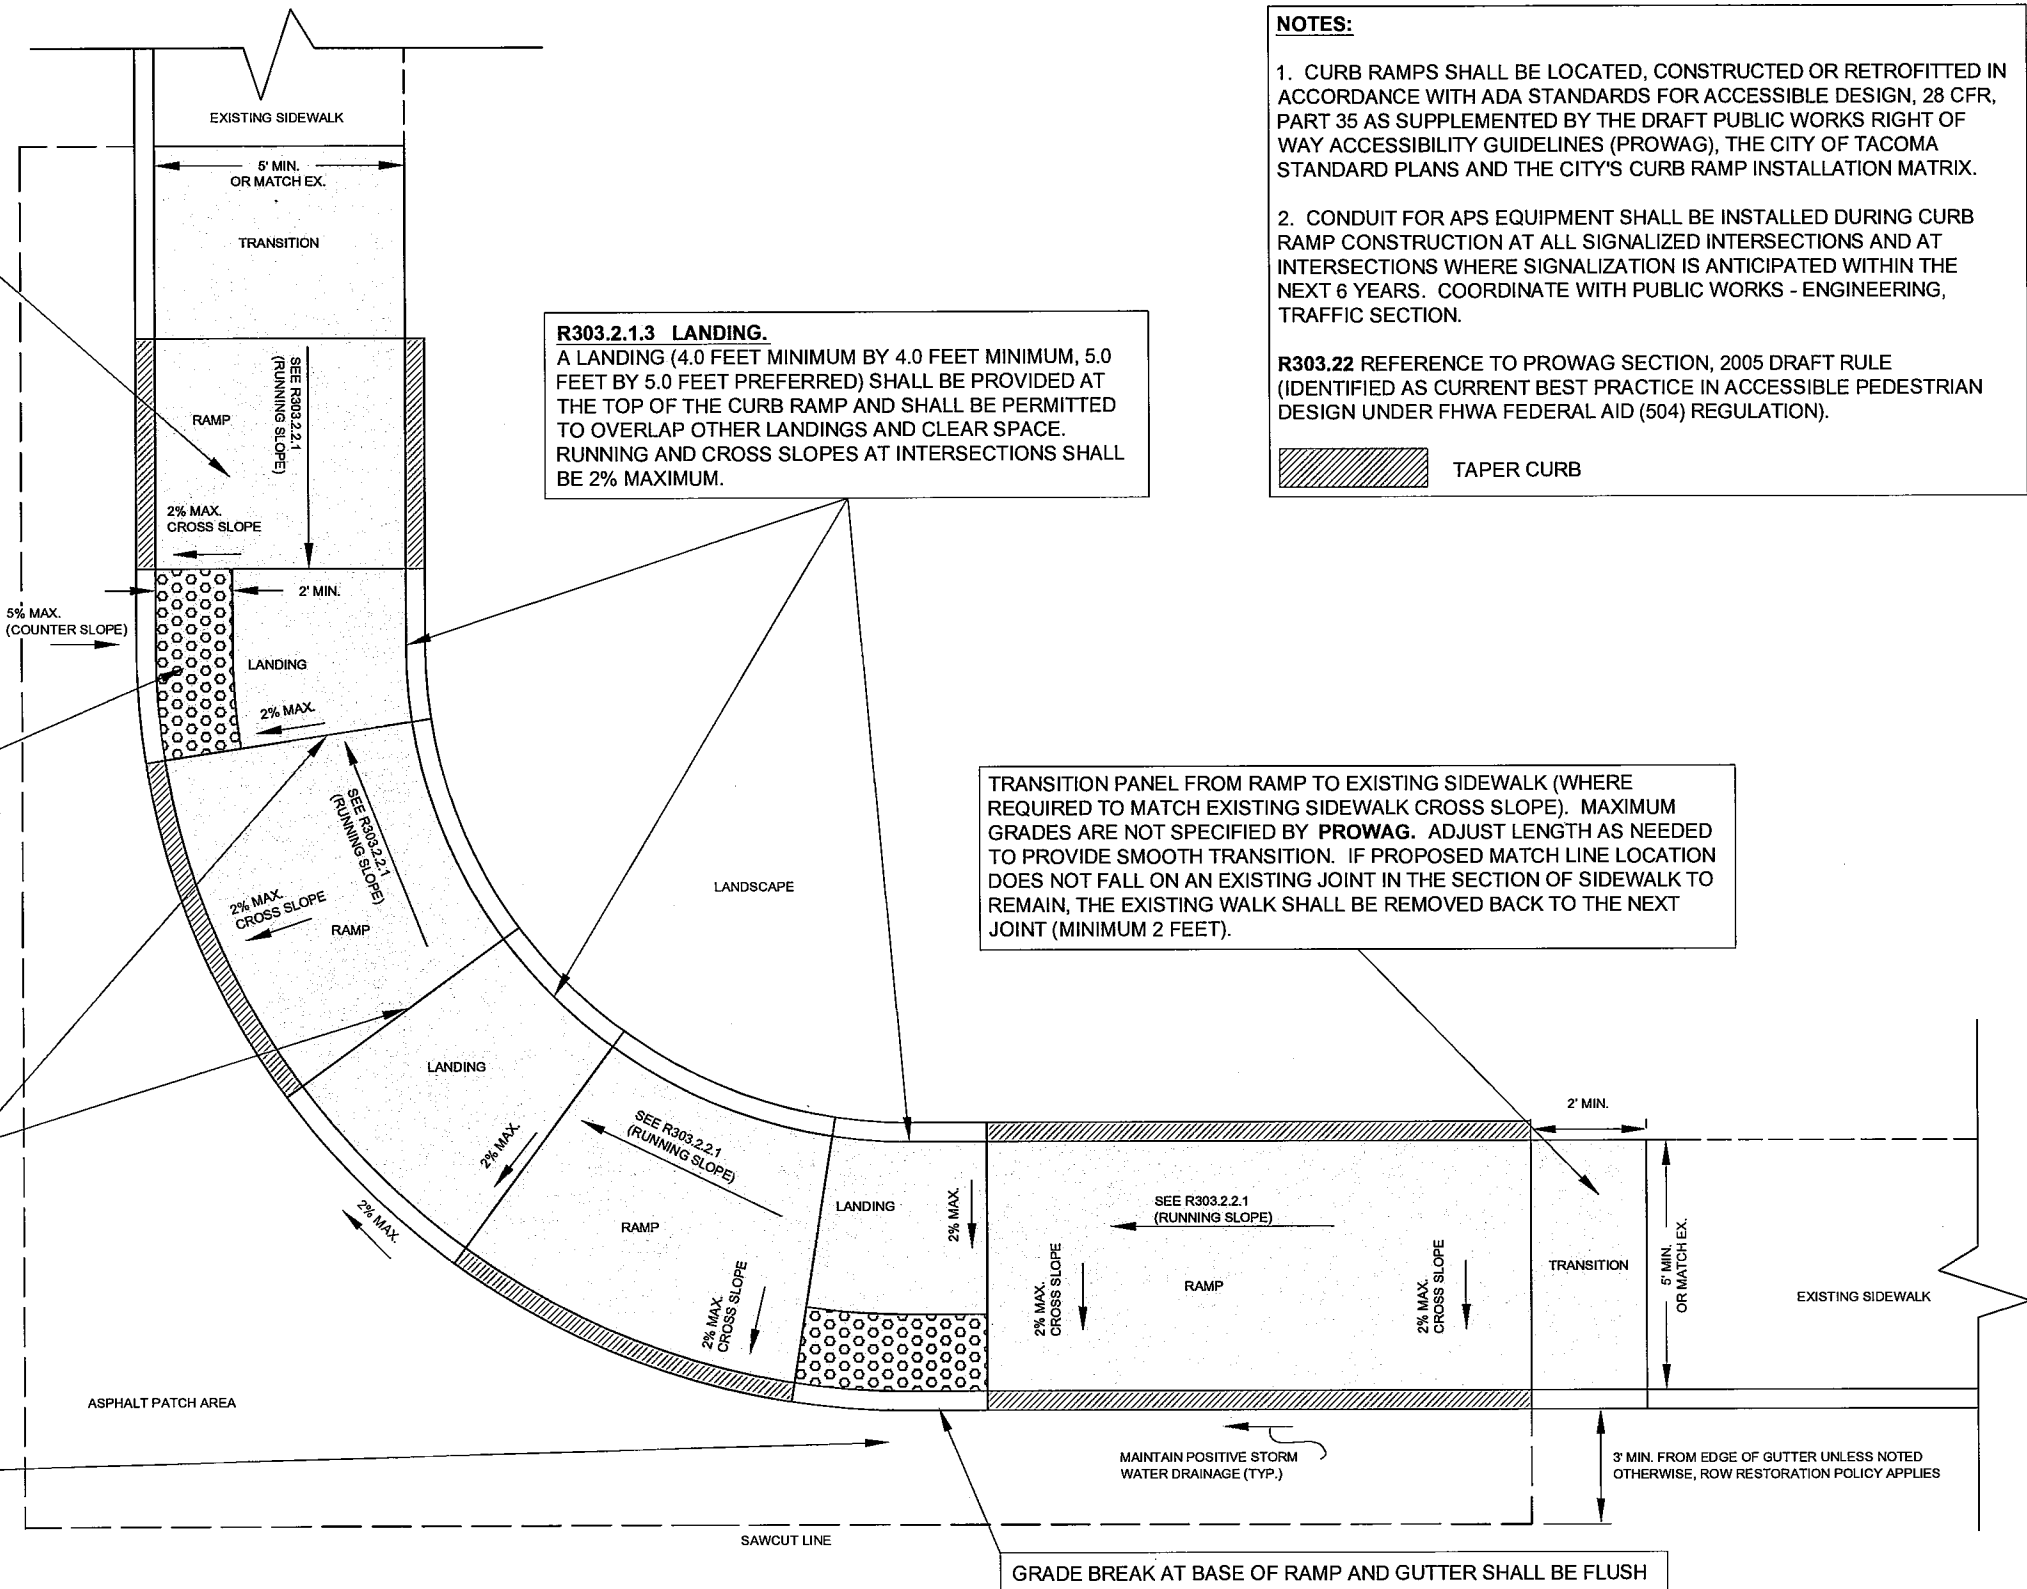 NOTES:
1. CURB RAMPS SHALL BE LOCATED, CONSTRUCTED OR RETROFITTED IN
ACCORDANCE WITH ADA STANDARDS FOR ACCESSIBLE DESIGN, 28 CFR,
PART 35 AS SUPPLEMENTED BY THE DRAFT PUBLIC WORKS RIGHT OF
WAY ACCESSIBILITY GUIDELINES (PROWAG), THE CITY OF TACOMA
STANDARD PLANS AND THE CITY'S CURB RAMP INSTALLATION MATRIX.
2. CONDUIT FOR APS EQUIPMENT SHALL BE INSTALLED DURING CURB
RAMP CONSTRUCTION AT ALL SIGNALIZED INTERSECTIONS AND AT
INTERSECTIONS WHERE SIGNALIZATION IS ANTICIPATED WITHIN THE
NEXT 6 YEARS. COORDINATE WITH PUBLIC WORKS - ENGINEERING,
TRAFFIC SECTION.
R303.22 REFERENCE TO PROWAG SECTION, 2005 DRAFT RULE
(IDENTIFIED AS CURRENT BEST PRACTICE IN ACCESSIBLE PEDESTRIAN
DESIGN UNDER FHWA FEDERAL AID (504) REGULATION).
TAPER CURB
EXISTING SIDEWALK
5' MIN.
OR MATCH EX.
TRANSITION
R303.2.1.3 LANDING.
A LANDING (4.0 FEET MINIMUM BY 4.0 FEET MINIMUM, 5.0
FEET BY 5.0 FEET PREFERRED) SHALL BE PROVIDED AT
THE TOP OF THE CURB RAMP AND SHALL BE PERMITTED
TO OVERLAP OTHER LANDINGS AND CLEAR SPACE.
RUNNING AND CROSS SLOPES AT INTERSECTIONS SHALL
BE 2% MAXIMUM.
SEE R303.2.2.1
(RUNNING SLOPE)
RAMP
2% MAX.
CROSS SLOPE
2' MIN.
5% MAX.
(COUNTER SLOPE)
LANDING
2% MAX.
SEE R303.2.2.1
(RUNNING SLOPE)
2% MAX.
CROSS SLOPE
RAMP
LANDSCAPE
TRANSITION PANEL FROM RAMP TO EXISTING SIDEWALK (WHERE
REQUIRED TO MATCH EXISTING SIDEWALK CROSS SLOPE). MAXIMUM
GRADES ARE NOT SPECIFIED BY PROWAG. ADJUST LENGTH AS NEEDED
TO PROVIDE SMOOTH TRANSITION. IF PROPOSED MATCH LINE LOCATION
DOES NOT FALL ON AN EXISTING JOINT IN THE SECTION OF SIDEWALK TO
REMAIN, THE EXISTING WALK SHALL BE REMOVED BACK TO THE NEXT
JOINT (MINIMUM 2 FEET).
LANDING
2% MAX.
2% MAX.
SEE R303.2.2.1
(RUNNING SLOPE)
RAMP
2% MAX.
CROSS SLOPE
LANDING
2% MAX.
SEE R303.2.2.1
(RUNNING SLOPE)
2% MAX.
CROSS SLOPE
RAMP
2% MAX.
CROSS SLOPE
2' MIN.
TRANSITION
5' MIN.
OR MATCH EX.
EXISTING SIDEWALK
ASPHALT PATCH AREA
MAINTAIN POSITIVE STORM
WATER DRAINAGE (TYP.)
3' MIN. FROM EDGE OF GUTTER UNLESS NOTED
OTHERWISE, ROW RESTORATION POLICY APPLIES
SAWCUT LINE
GRADE BREAK AT BASE OF RAMP AND GUTTER SHALL BE FLUSH